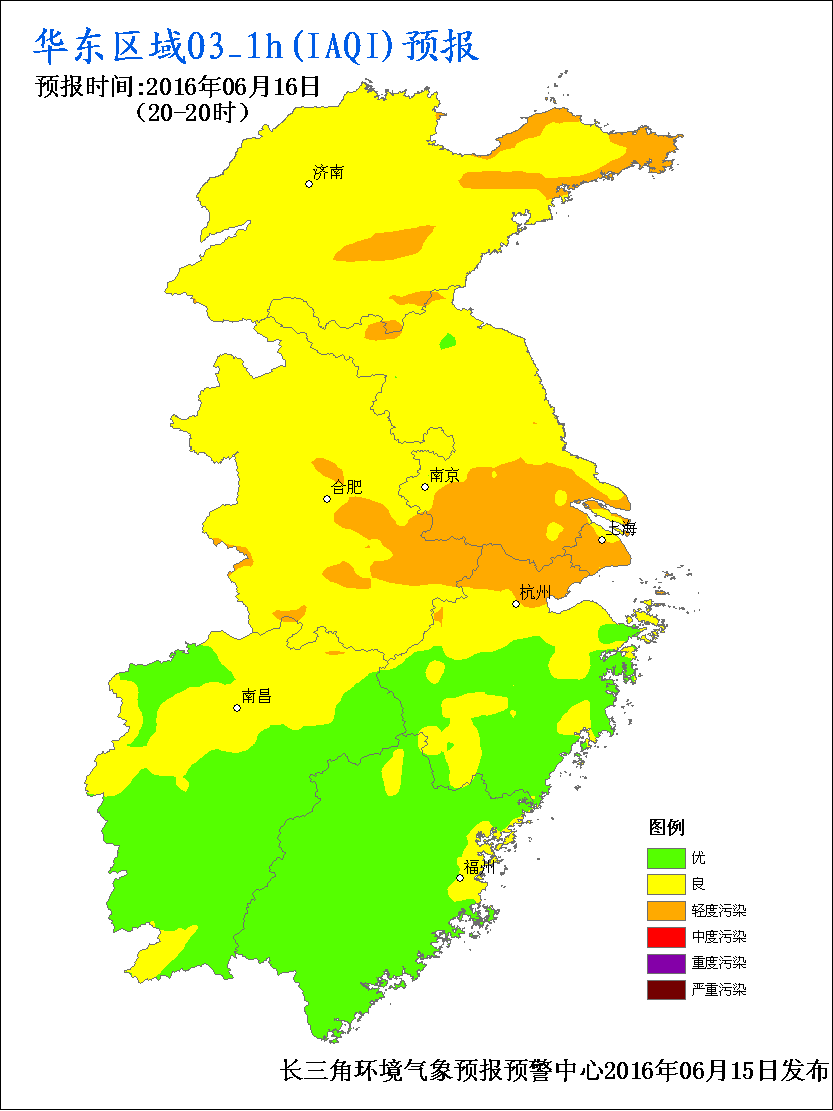 华东区域O3_1h(IAQI)预报
预报时间:2016年06月16日
(20-20时)
济南
南京
合肥
上海
杭州
南昌
福州
图例
优
良
轻度污染
中度污染
重度污染
严重污染
长三角环境气象预报预警中心2016年06月15日发布